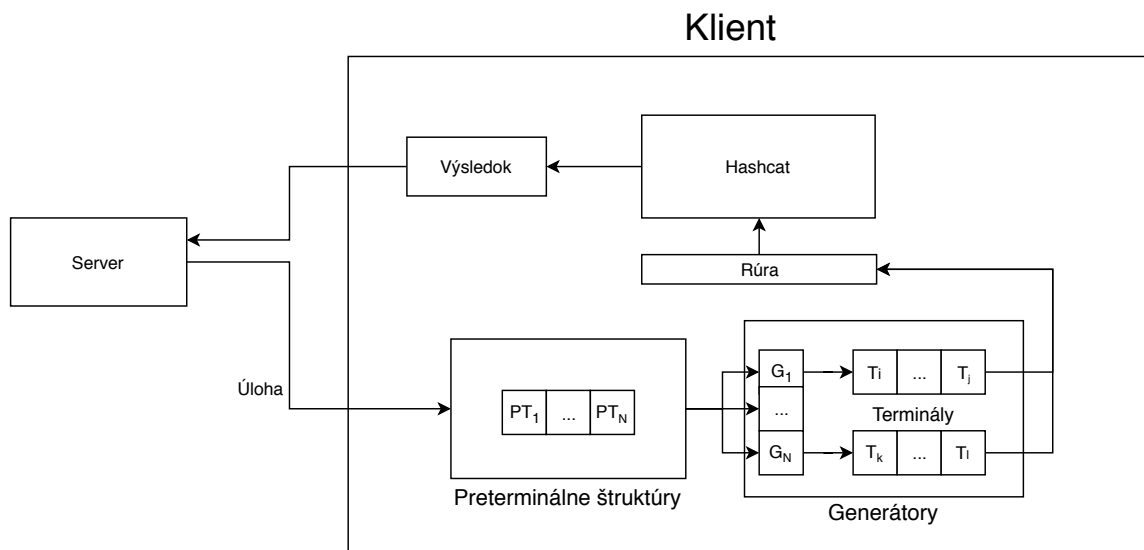 Klient
Výsledok
Hashcat
Server
Rúra
Úloha
PT1 ... PTN
G1 Ti ... Tj
... Terminály
GN Tk ... Tl
Preterminálne štruktúry
Generátory